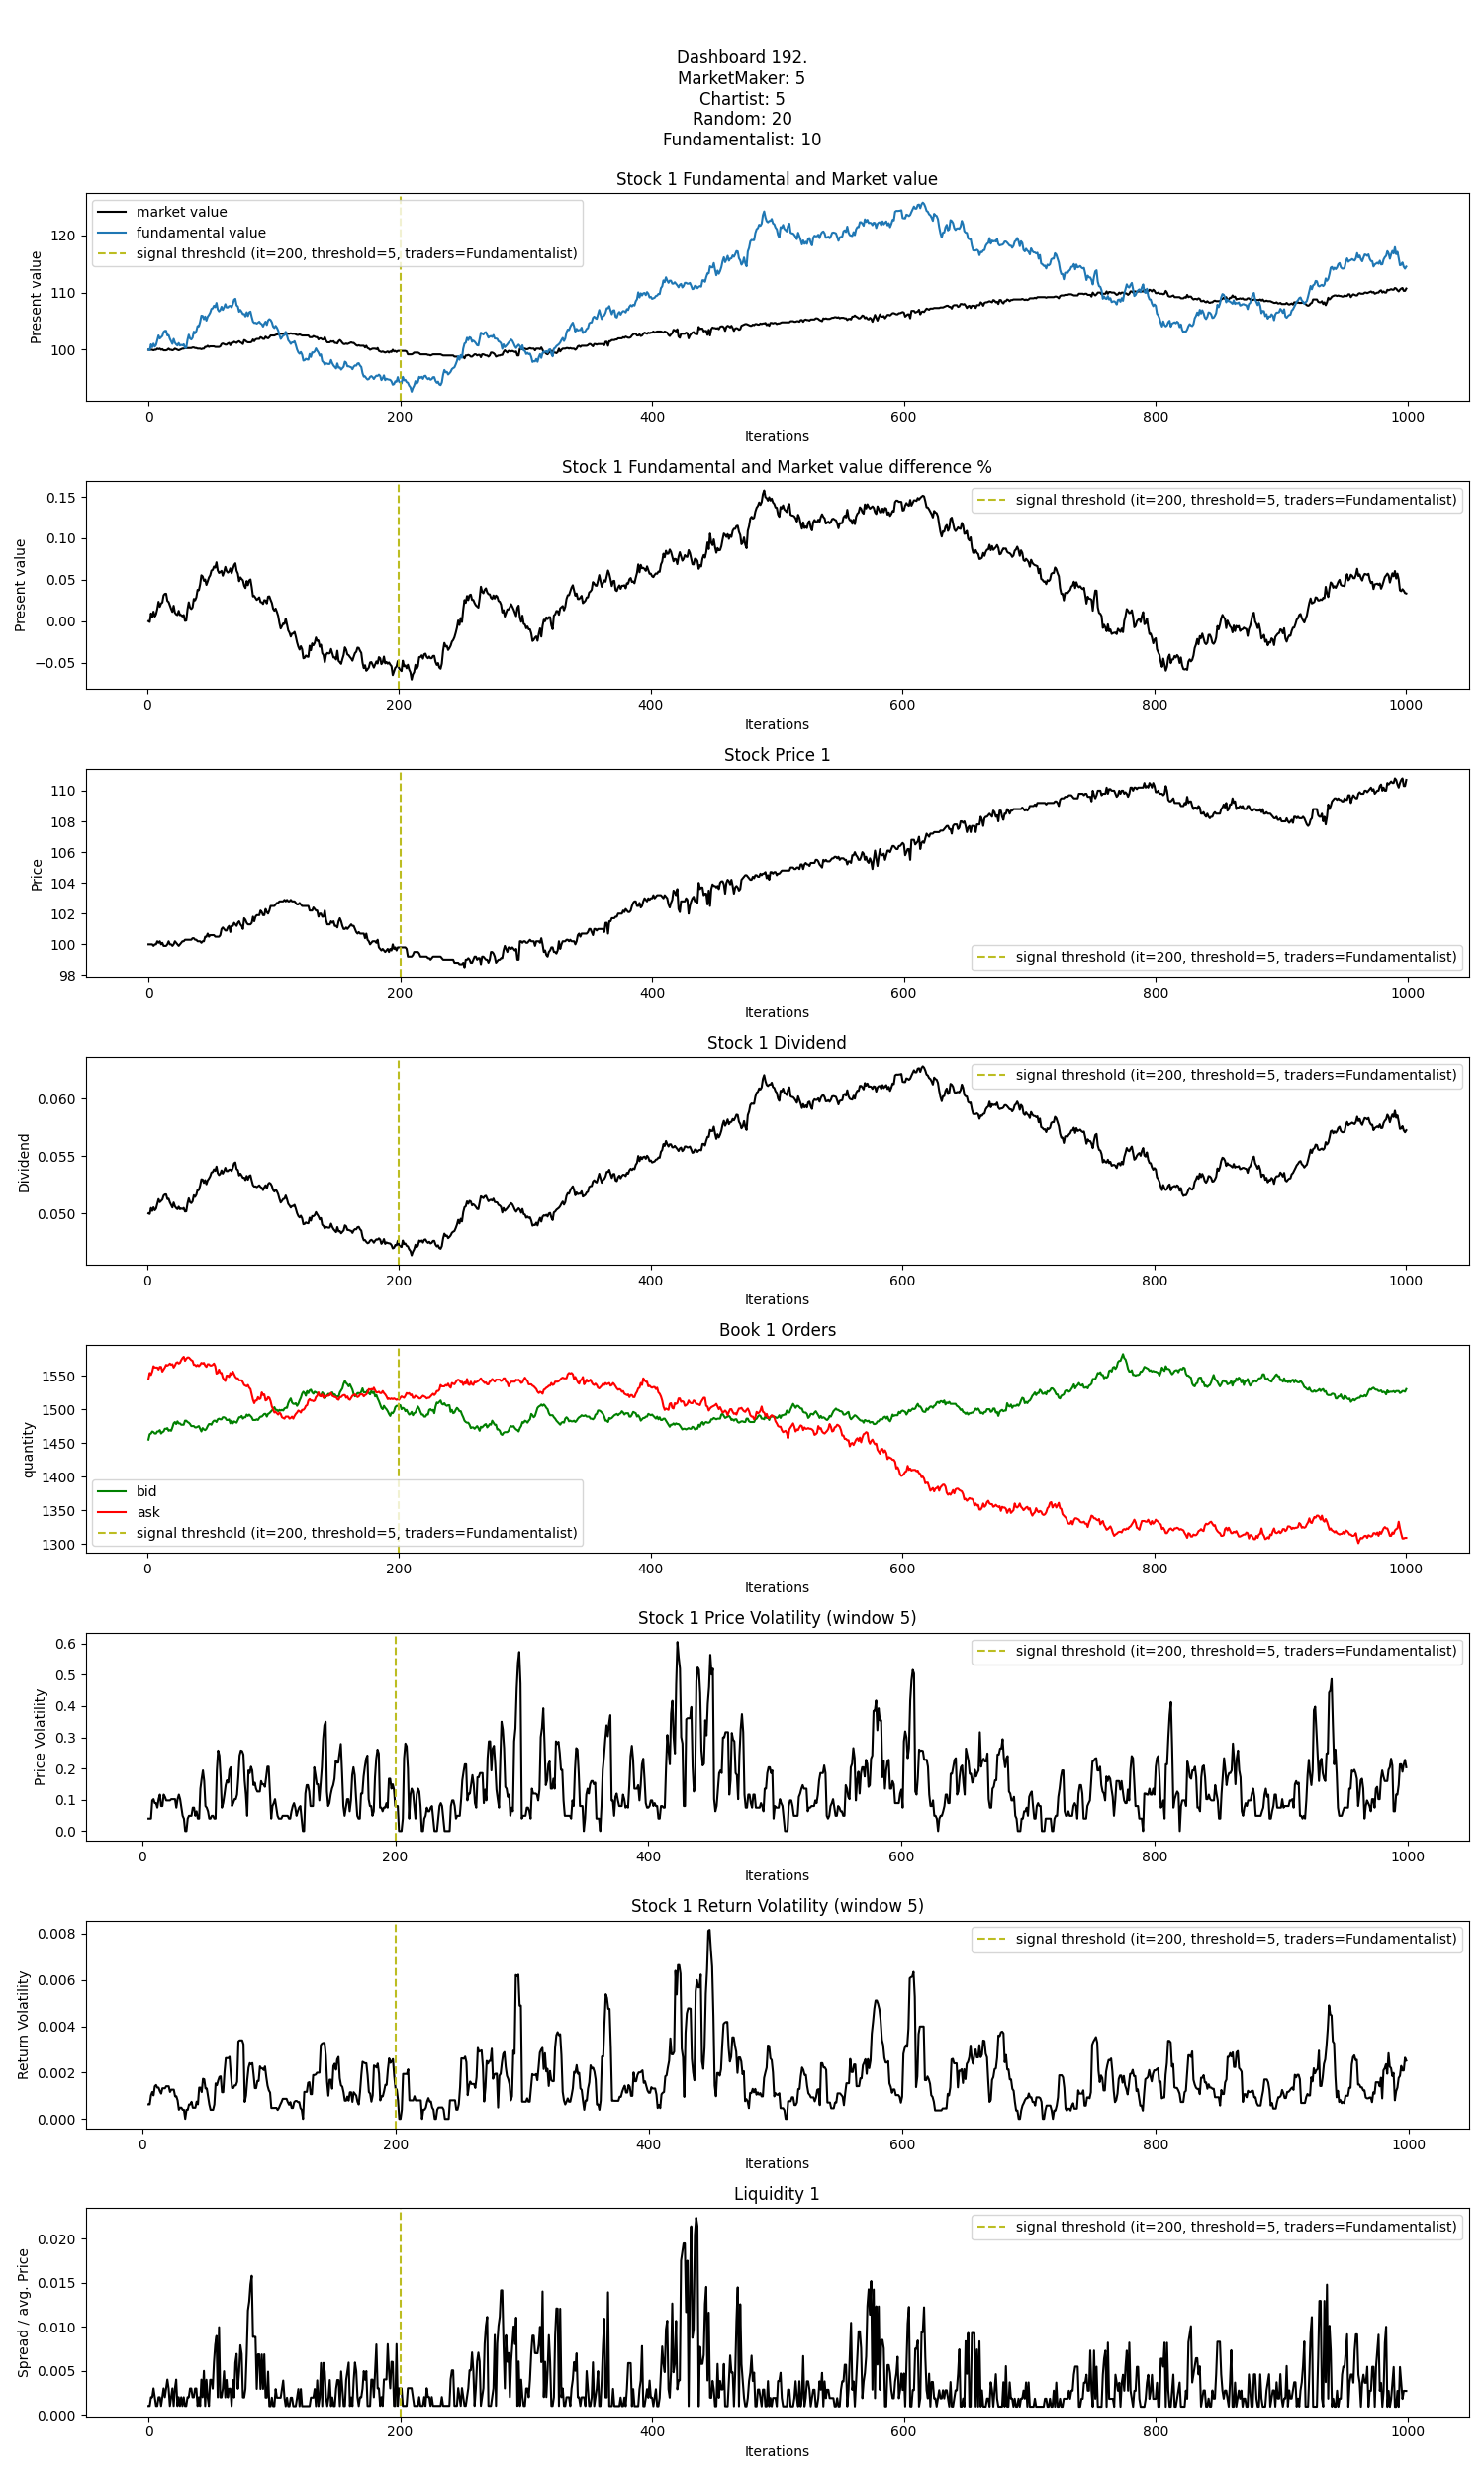 Dashboard 192.
MarketMaker: 5
Chartist: 5
Random: 20
Fundamentalist: 10
Stock 1 Fundamental and Market value
market value
fundamental value
signal threshold (it=200, threshold=5, traders=Fundamentalist)
Present value
120
110
100
0 200 400 600 800 1000
Iterations
Stock 1 Fundamental and Market value difference %
signal threshold (it=200, threshold=5, traders=Fundamentalist)
Present value
0.15
0.10
0.05
0.00
−0.05
0 200 400 600 800 1000
Iterations
Stock Price 1
Price
110
108
106
104
102
100
98
signal threshold (it=200, threshold=5, traders=Fundamentalist)
0 200 400 600 800 1000
Iterations
Stock 1 Dividend
signal threshold (it=200, threshold=5, traders=Fundamentalist)
Dividend
0.060
0.055
0.050
0 200 400 600 800 1000
Iterations
Book 1 Orders
quantity
1550
1500
1450
1400
1350
1300
bid
ask
signal threshold (it=200, threshold=5, traders=Fundamentalist)
0 200 400 600 800 1000
Iterations
Stock 1 Price Volatility (window 5)
signal threshold (it=200, threshold=5, traders=Fundamentalist)
Price Volatility
0.6
0.5
0.4
0.3
0.2
0.1
0.0
0 200 400 600 800 1000
Iterations
Stock 1 Return Volatility (window 5)
signal threshold (it=200, threshold=5, traders=Fundamentalist)
Return Volatility
0.008
0.006
0.004
0.002
0.000
0 200 400 600 800 1000
Iterations
Liquidity 1
signal threshold (it=200, threshold=5, traders=Fundamentalist)
Spread / avg. Price
0.020
0.015
0.010
0.005
0.000
0 200 400 600 800 1000
Iterations